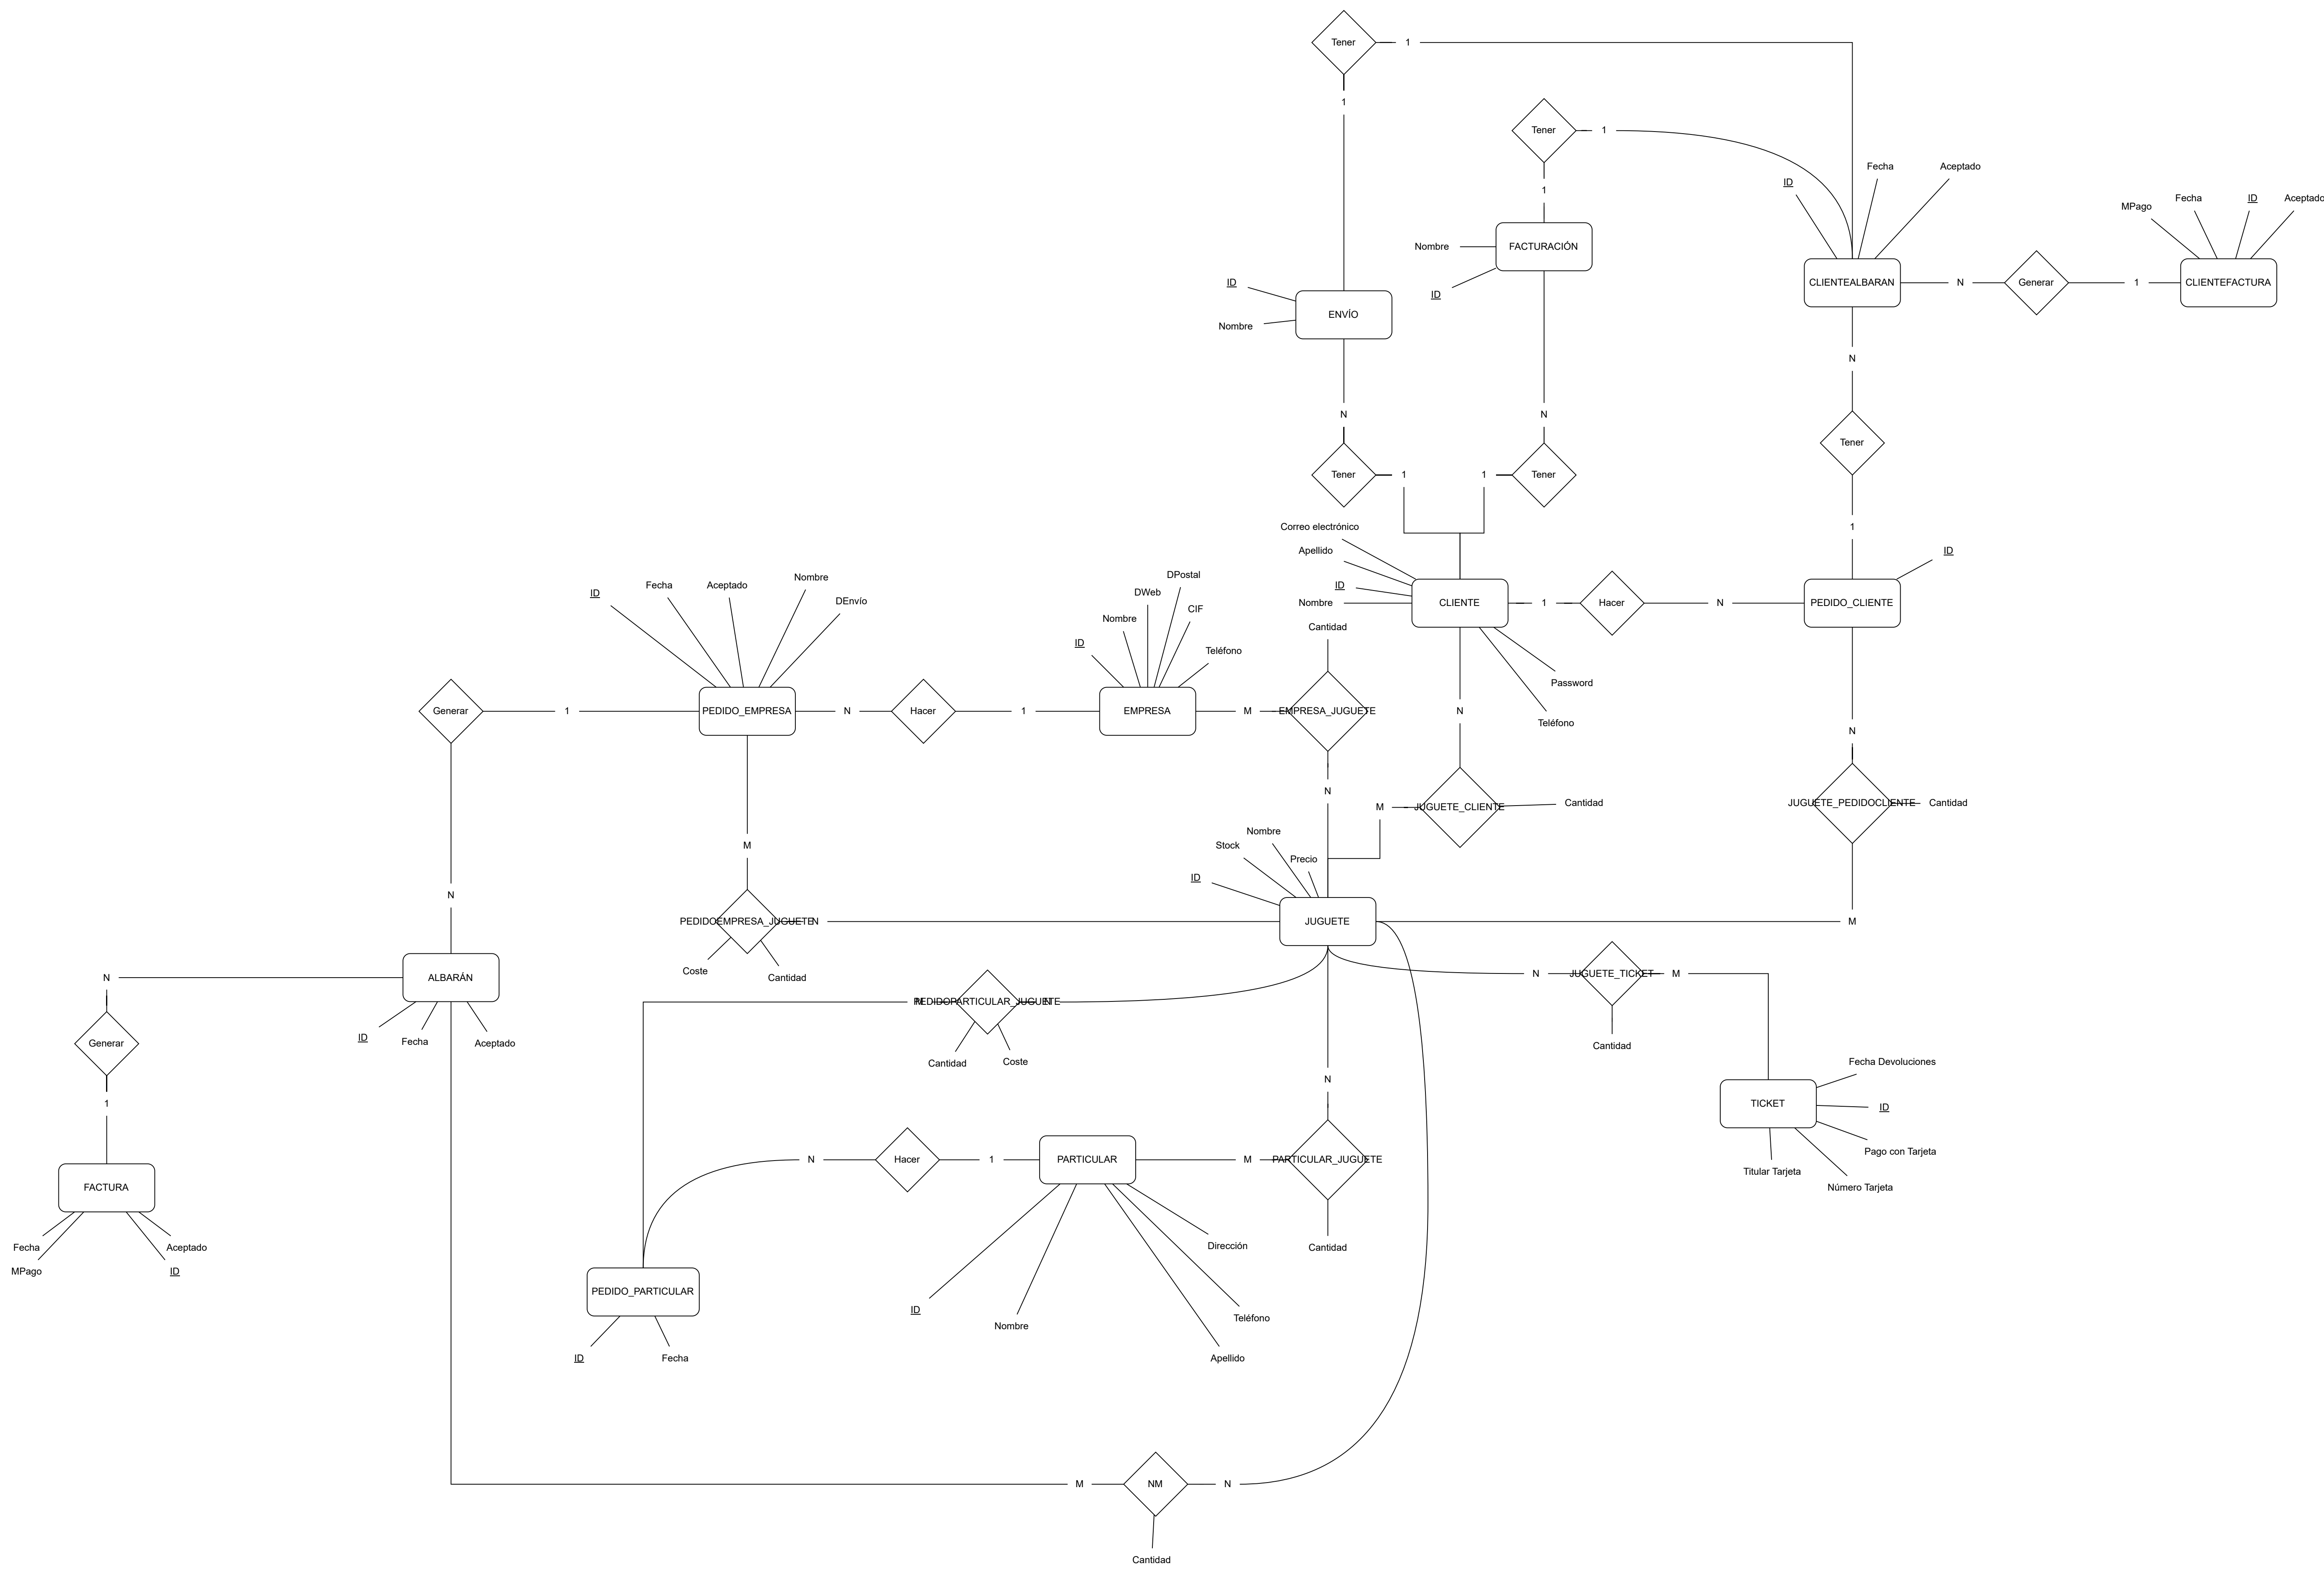 Tener
1
1
Tener
1
1
Fecha
Aceptado
ID
MPago
Fecha
ID
Aceptado
Nombre
FACTURACIÓN
ID
ID
Nombre
ENVÍO
CLIENTEALBARAN
N
Generar
1
CLIENTEFACTURA
N
N
N
Tener
Tener
1
1
Tener
1
Correo electrónico
Apellido
ID
Nombre
CLIENTE
1
Hacer
N
PEDIDO_CLIENTE
ID
Password
Teléfono
ID
Fecha
Aceptado
Nombre
DEnvío
DPostal
DWeb
CIF
Nombre
ID
Teléfono
Cantidad
Generar
1
PEDIDO_EMPRESA
N
Hacer
1
EMPRESA
M
EMPRESA_JUGUETE
N
N
N
M
JUGUETE_CLIENTE
Cantidad
JUGUETE_PEDIDOCLIENTE
Cantidad
Nombre
Stock
Precio
ID
M
N
PEDIDOEMPRESA_JUGUETE
N
Coste
Cantidad
JUGUETE
M
N
ALBARÁN
ID
Fecha
Aceptado
M
PEDIDOPARTICULAR_JUGUETE
N
Cantidad
Coste
N
JUGUETE_TICKET
M
Cantidad
Generar
1
N
Fecha Devoluciones
TICKET
ID
Pago con Tarjeta
Titular Tarjeta
Número Tarjeta
N
Hacer
1
PARTICULAR
M
PARTICULAR_JUGUETE
FACTURA
Fecha
MPago
Aceptado
ID
Dirección
Cantidad
PEDIDO_PARTICULAR
ID
Nombre
Teléfono
Apellido
ID
Fecha
M
NM
N
Cantidad